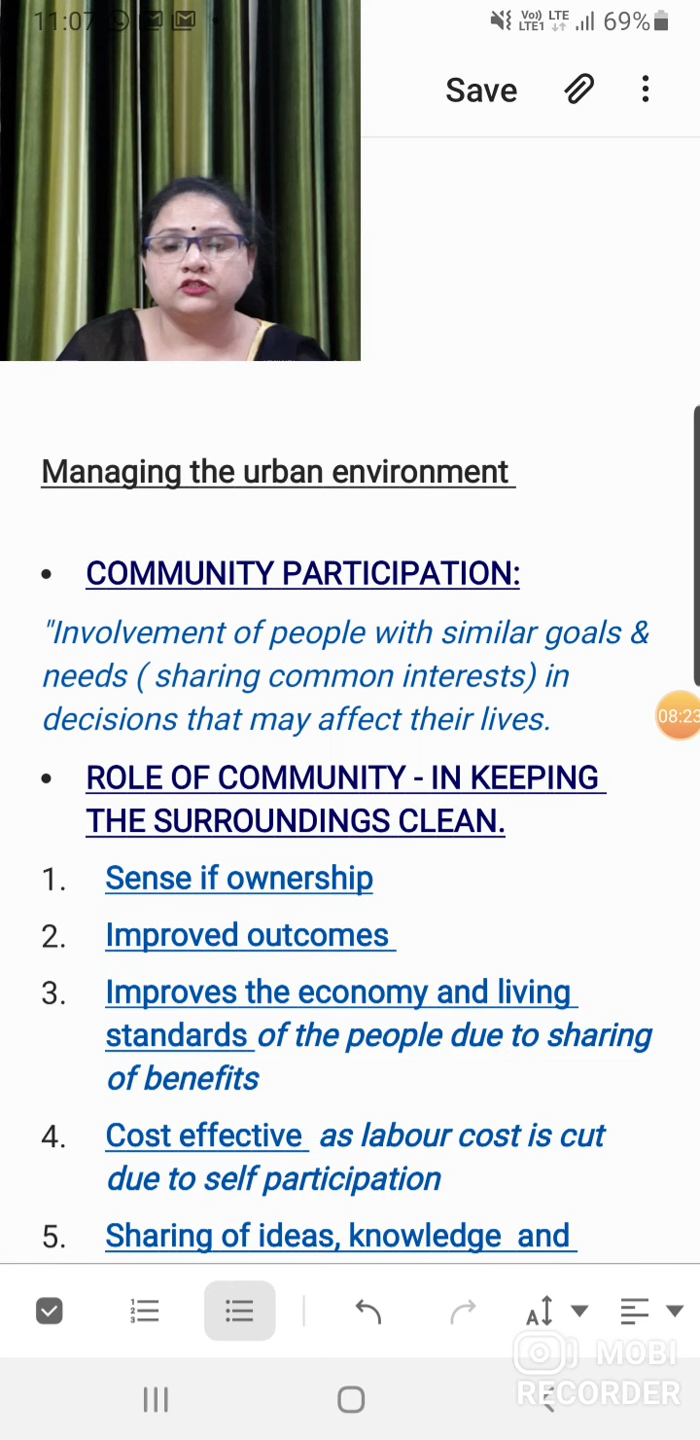 11:07
Vo)) LTE
LTE1
69%
Save
Managing the urban environment
• COMMUNITY PARTICIPATION:
"Involvement of people with similar goals &
needs ( sharing common interests) in
decisions that may affect their lives.
• ROLE OF COMMUNITY - IN KEEPING
THE SURROUNDINGS CLEAN.
08:23
1. Sense if ownership
2. Improved outcomes
3. Improves the economy and living
standards of the people due to sharing
of benefits
4. Cost effective as labour cost is cut
due to self participation
5. Sharing of ideas, knowledge and
MOBI
RECORDER